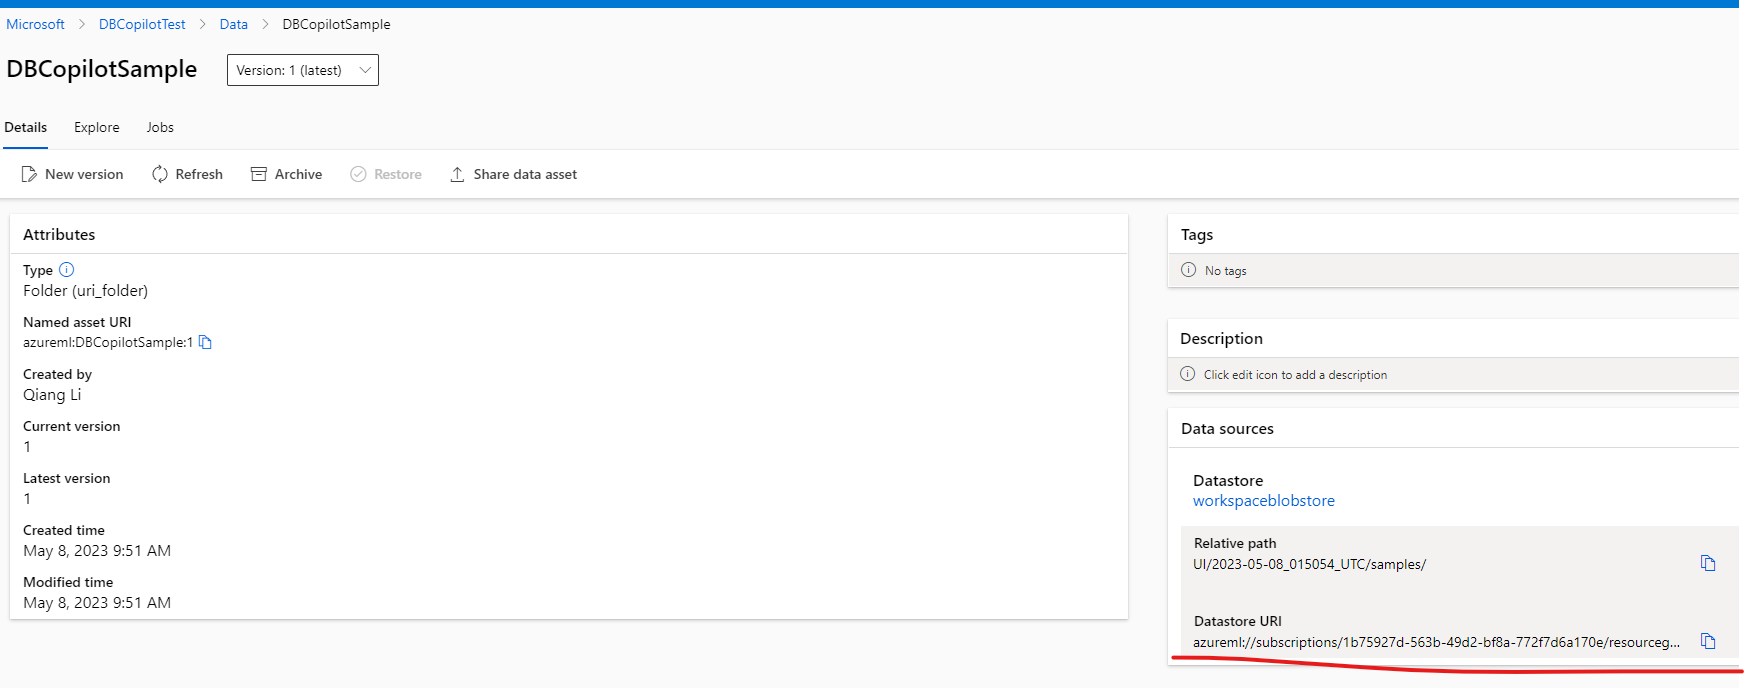 Microsoft > DBCopilotTest > Data > DBCopilotSample
DBCopilotSample
Version: 1 (latest)
Details Explore Jobs
New version Refresh Archive Restore Share data asset
Attributes
Type
Folder (uri_folder)
Named asset URI
azureml:DBCopilotSample:1
Created by
Qiang Li
Current version
1
Latest version
1
Created time
May 8, 2023 9:51 AM
Modified time
May 8, 2023 9:51 AM
Tags
No tags
Description
Click edit icon to add a description
Data sources
Datastore
workspaceblobstore
Relative path
UI/2023-05-08_015054_UTC/samples/
Datastore URI
azureml://subscriptions/1b75927d-563b-49d2-bf8a-772f7d6a170e/resourceg...